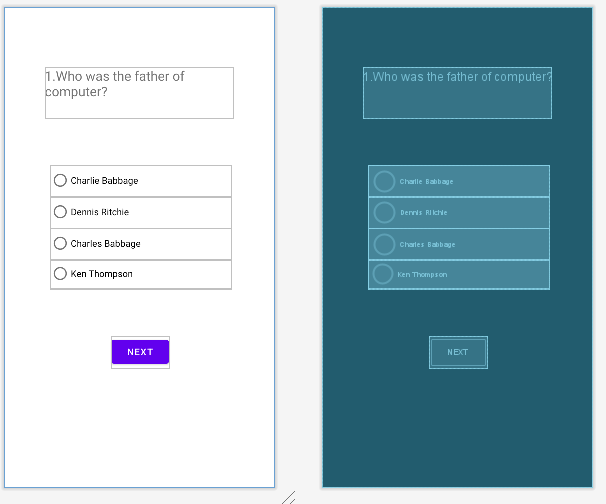 1.Who was the father of
computer?
Charlie Babbage
Dennis Ritchie
Charles Babbage
Ken Thompson
NEXT
1.Who was the father of computer?
Charlie Babbage
Dennis Ritchie
Charles Babbage
Ken Thompson
NEXT